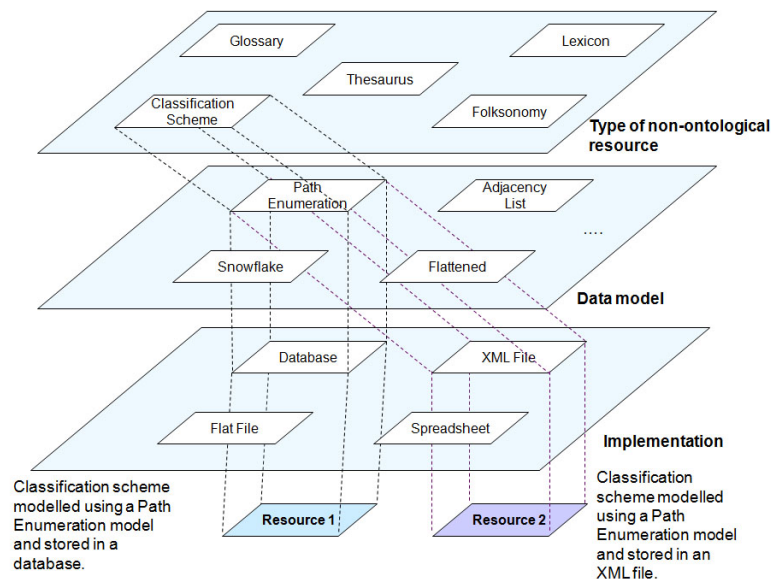 Glossary
Lexicon
Thesaurus
Classification
Scheme
Folksonomy
Type of non-ontological
resource
Path
Enumeration
Adjacency
List
....
Snowflake
Flattened
Data model
Database
XML File
Flat File
Spreadsheet
Implementation
Classification scheme
modelled using a Path
Enumeration model
and stored in a
database.
Resource 1
Resource 2
Classification
scheme modelled
using a Path
Enumeration model
and stored in an
XML file.